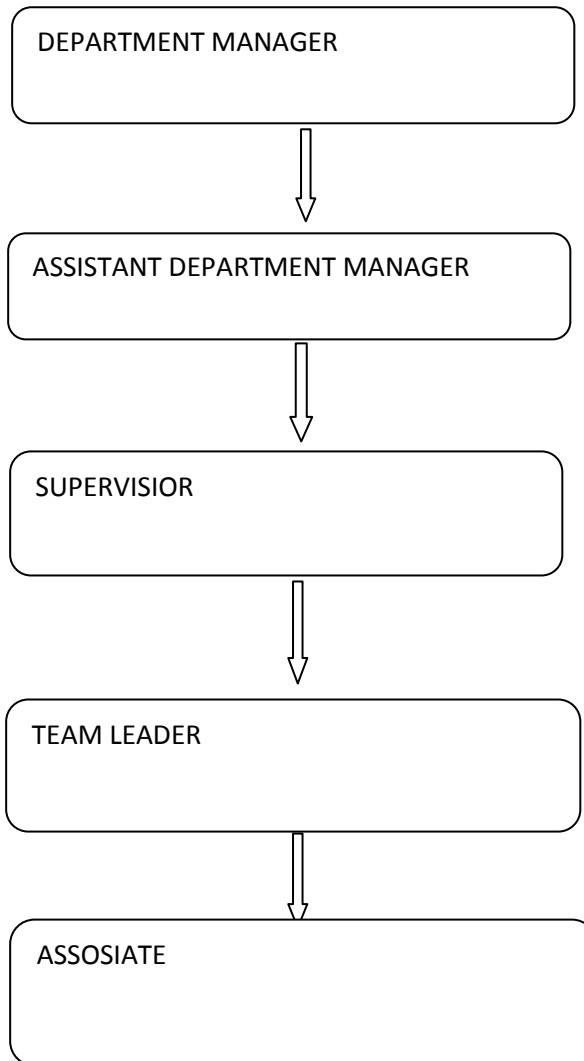 DEPARTMENT MANAGER
ASSISTANT DEPARTMENT MANAGER
SUPERVISIOR
TEAM LEADER
ASSOSIATE